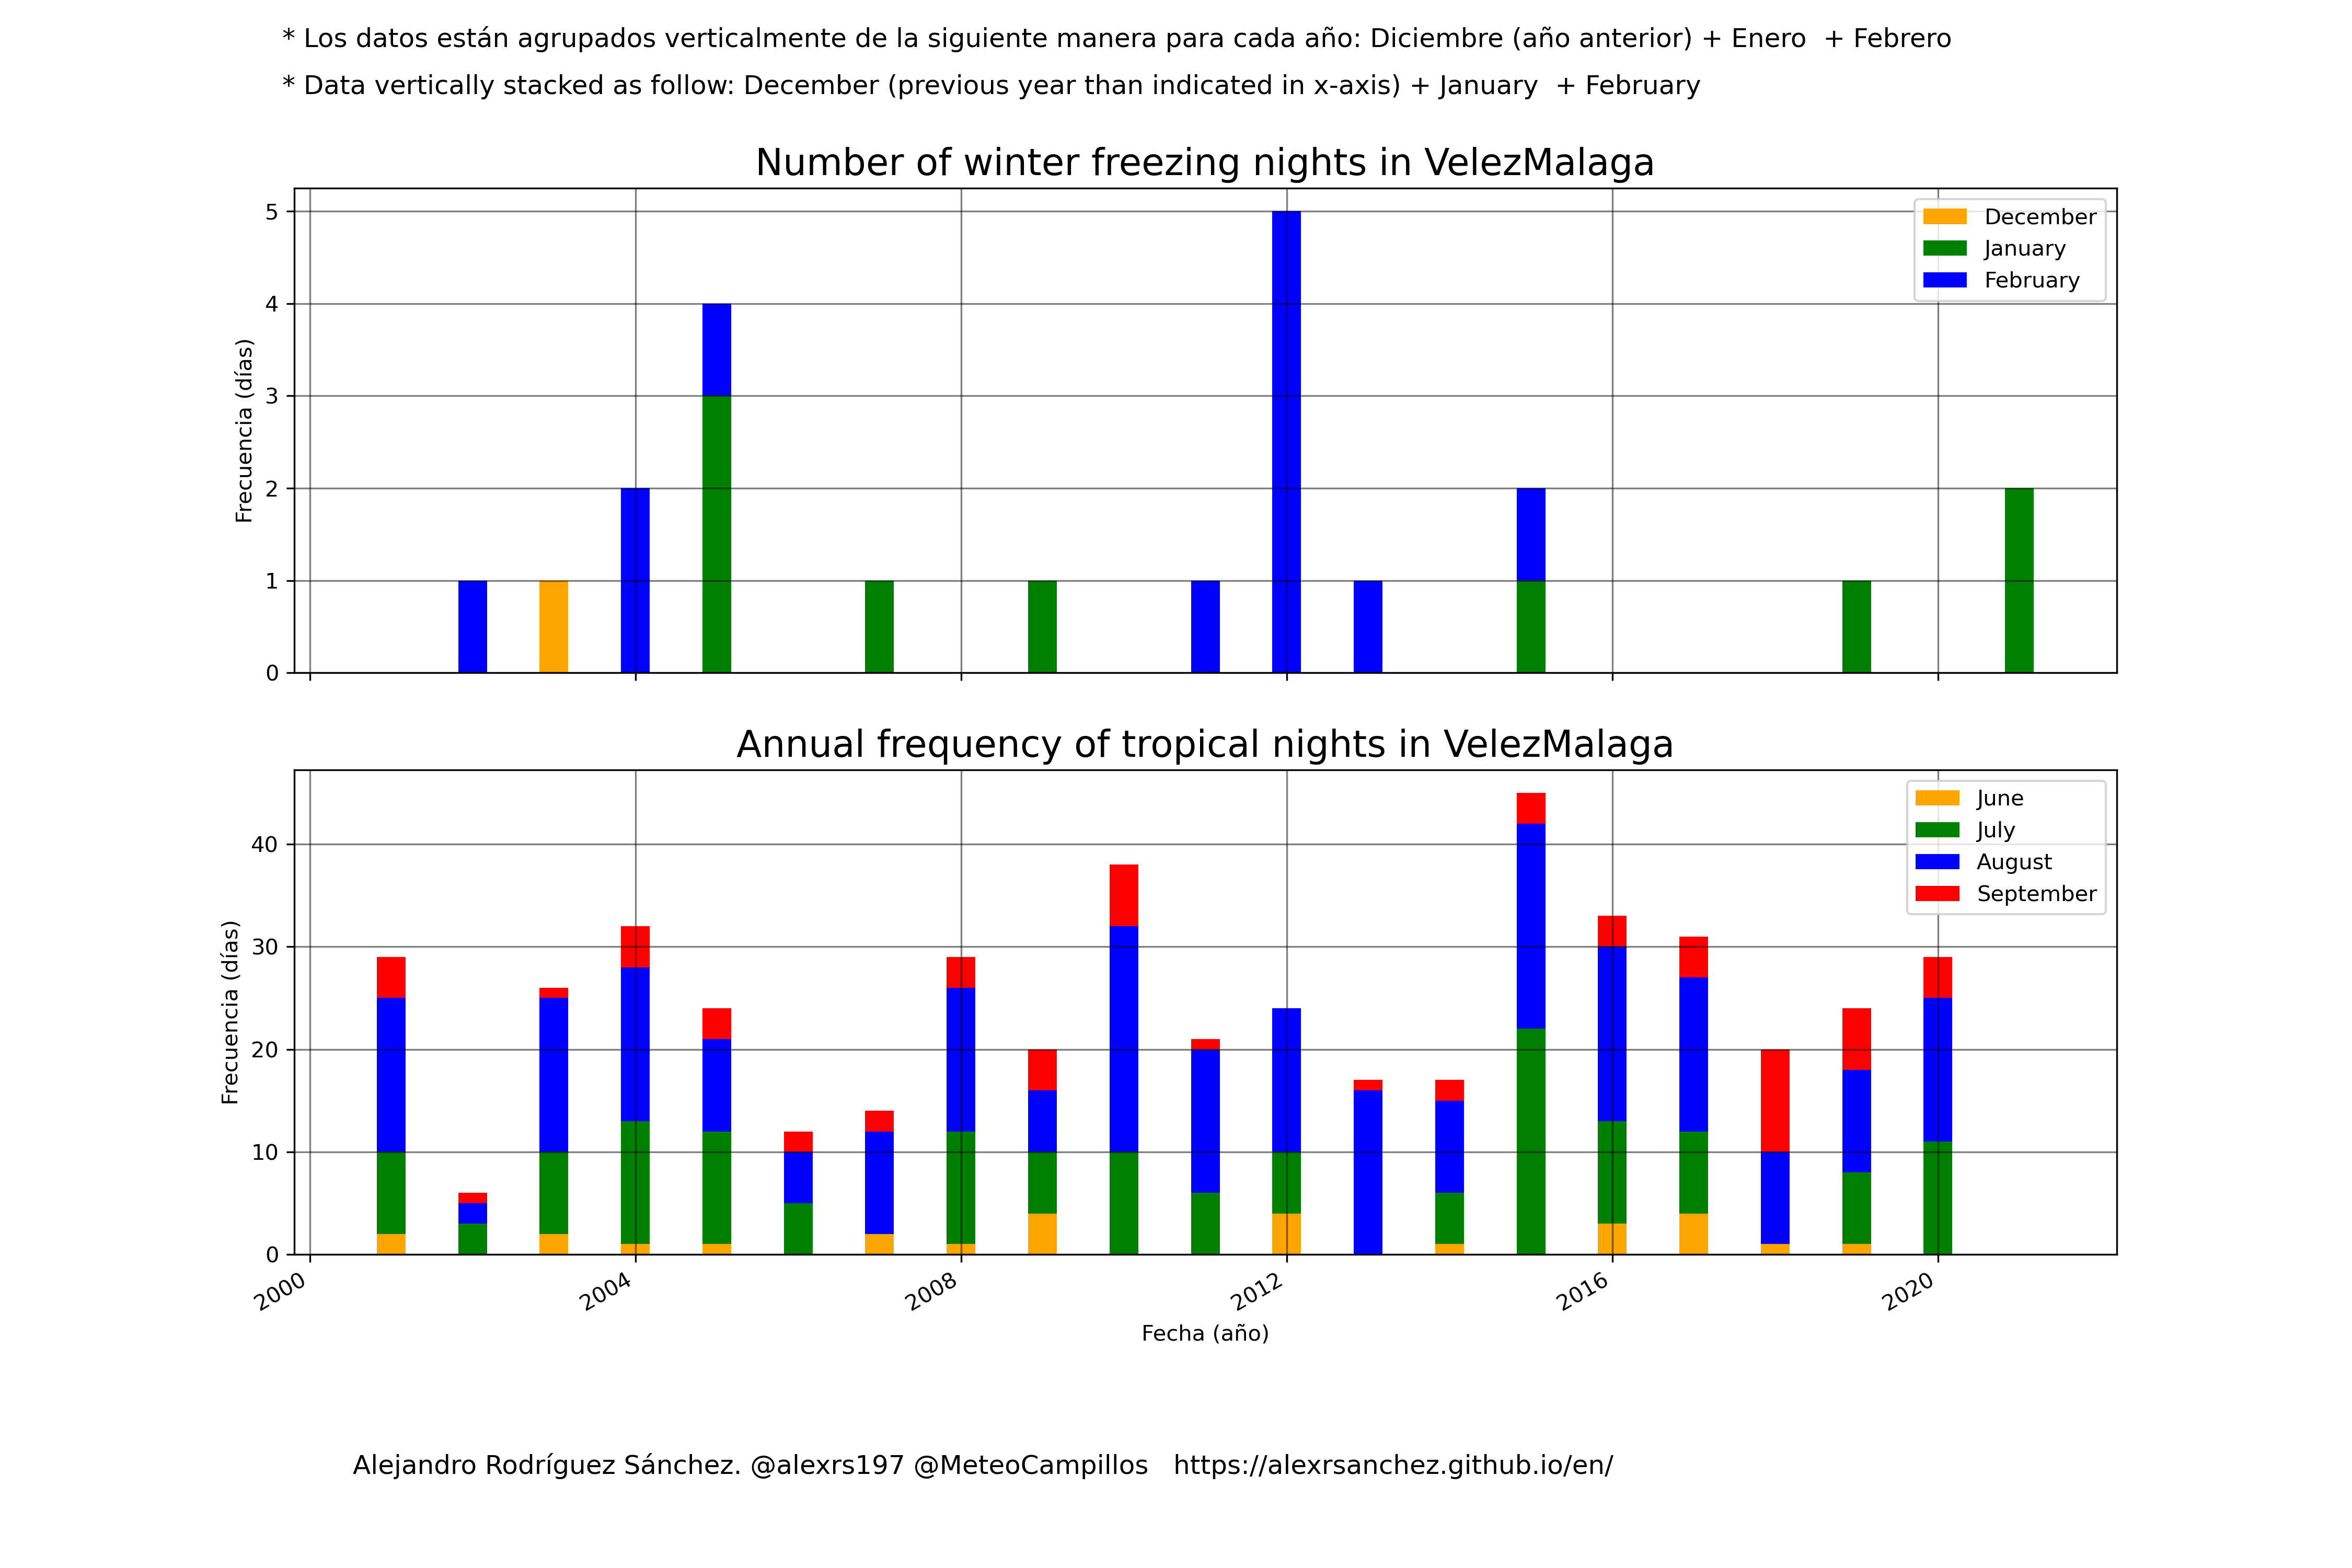 * Los datos están agrupados verticalmente de la siguiente manera para cada año: Diciembre (año anterior) + Enero  + Febrero
* Data vertically stacked as follow: December (previous year than indicated in x-axis) + January  + February
Number of winter freezing nights in VelezMalaga
5
4
3
2
1
0
Frecuencia (días)
December
January
February
Annual frequency of tropical nights in VelezMalaga
40
30
20
10
0
Frecuencia (días)
June
July
August
September
2000
2004
2008
2012
2016
2020
Fecha (año)
Alejandro Rodríguez Sánchez. @alexrs197 @MeteoCampillos   https://alexrsanchez.github.io/en/